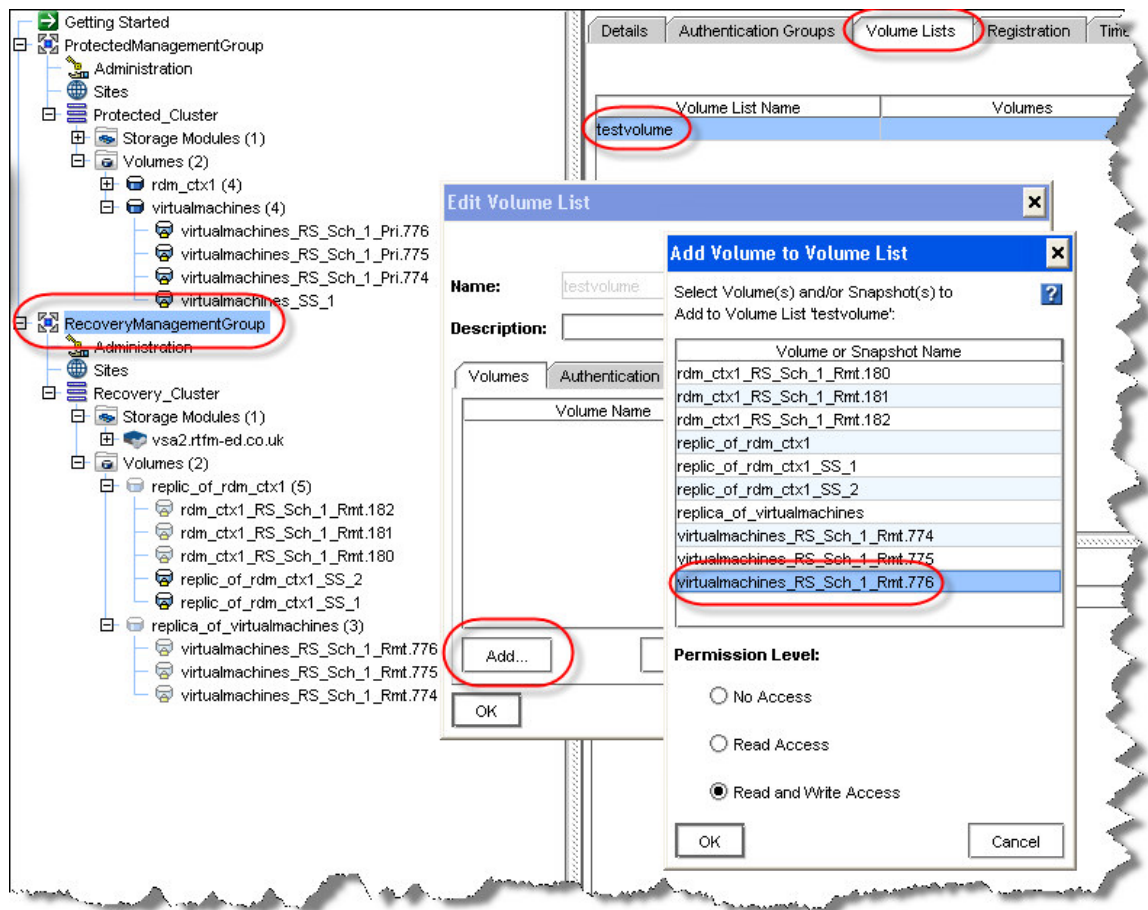 Getting Started
ProtectedManagementGroup
Administration
Sites
Protected_Cluster
Storage Modules (1)
Volumes (2)
rdm_ctx1 (4)
virtualmachines (4)
virtualmachines_RS_Sch_1_Pri.776
virtualmachines_RS_Sch_1_Pri.775
virtualmachines_RS_Sch_1_Pri.774
virtualmachines_SS_1
RecoveryManagementGroup
Administration
Sites
Recovery_Cluster
Storage Modules (1)
vsa2.rtfm-ed.co.uk
Volumes (2)
replic_of_rdm_ctx1 (5)
rdm_ctx1_RS_Sch_1_Rmt.182
rdm_ctx1_RS_Sch_1_Rmt.181
rdm_ctx1_RS_Sch_1_Rmt.180
replic_of_rdm_ctx1_SS_2
replic_of_rdm_ctx1_SS_1
replica_of_virtualmachines (3)
virtualmachines_RS_Sch_1_Rmt.776
virtualmachines_RS_Sch_1_Rmt.775
virtualmachines_RS_Sch_1_Rmt.774
Details Authentication Groups Volume Lists Registration Time
Volume List Name Volumes
testvolume
Edit Volume List
Name: testvolume
Description:
Volumes Authentication
Volume Name
Add...
OK
Add Volume to Volume List
Select Volume(s) and/or Snapshot(s) to
Add to Volume List 'testvolume':
Volume or Snapshot Name
rdm_ctx1_RS_Sch_1_Rmt.180
rdm_ctx1_RS_Sch_1_Rmt.181
rdm_ctx1_RS_Sch_1_Rmt.182
replic_of_rdm_ctx1
replic_of_rdm_ctx1_SS_1
replic_of_rdm_ctx1_SS_2
replica_of_virtualmachines
virtualmachines_RS_Sch_1_Rmt.774
virtualmachines_RS_Sch_1_Rmt.775
virtualmachines_RS_Sch_1_Rmt.776
Permission Level:
No Access
Read Access
Read and Write Access
OK Cancel